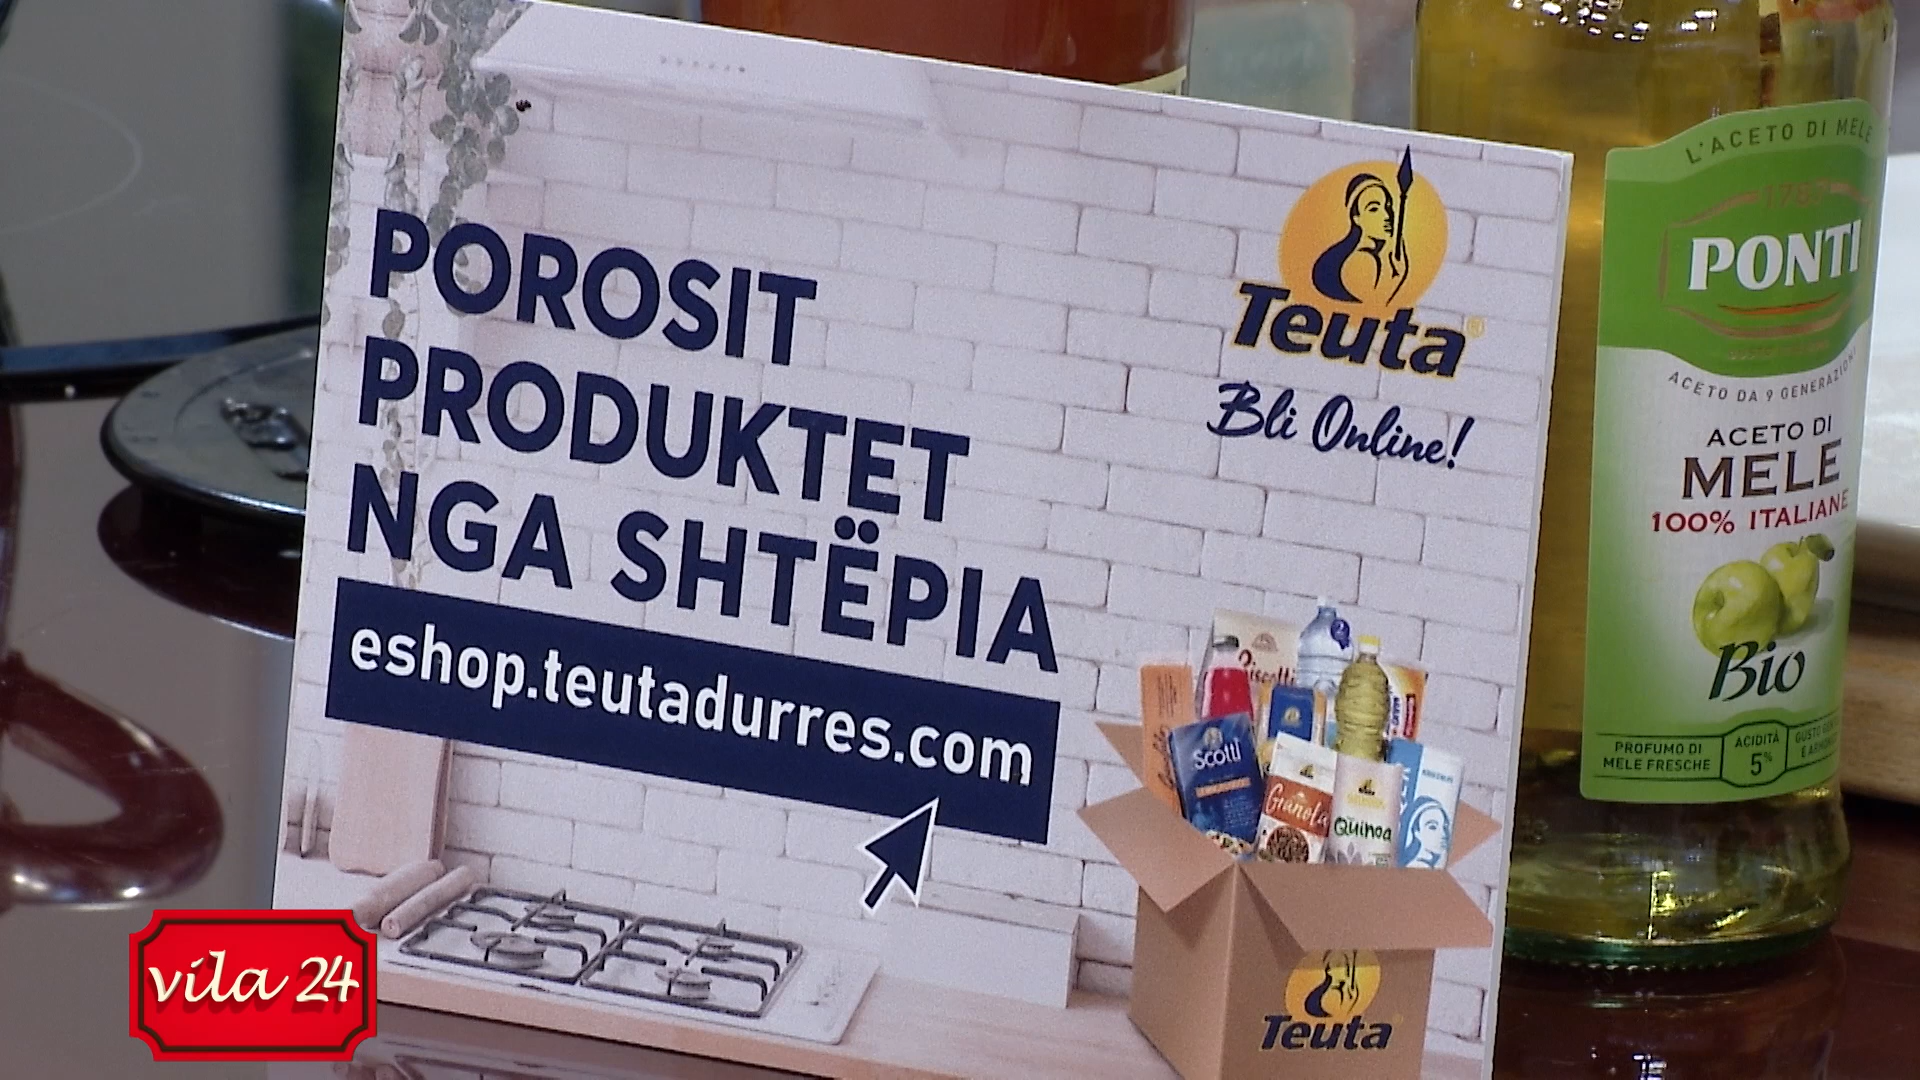 POROSIT
PRODUKTET
NGA SHTËPIA
eshop.teutadurres.com
Teuta®
Bli Online!
Scotti
Granola
Quinoa
Teuta
L'ACETO DI MELE
1787
PONTI
ACETO DA 9 GENERAZIONI
ACETO DI
MELE
100% ITALIANE
Bio
PROFUMO DI
MELE FRESCHE
ACIDITÀ
5%
vila 24